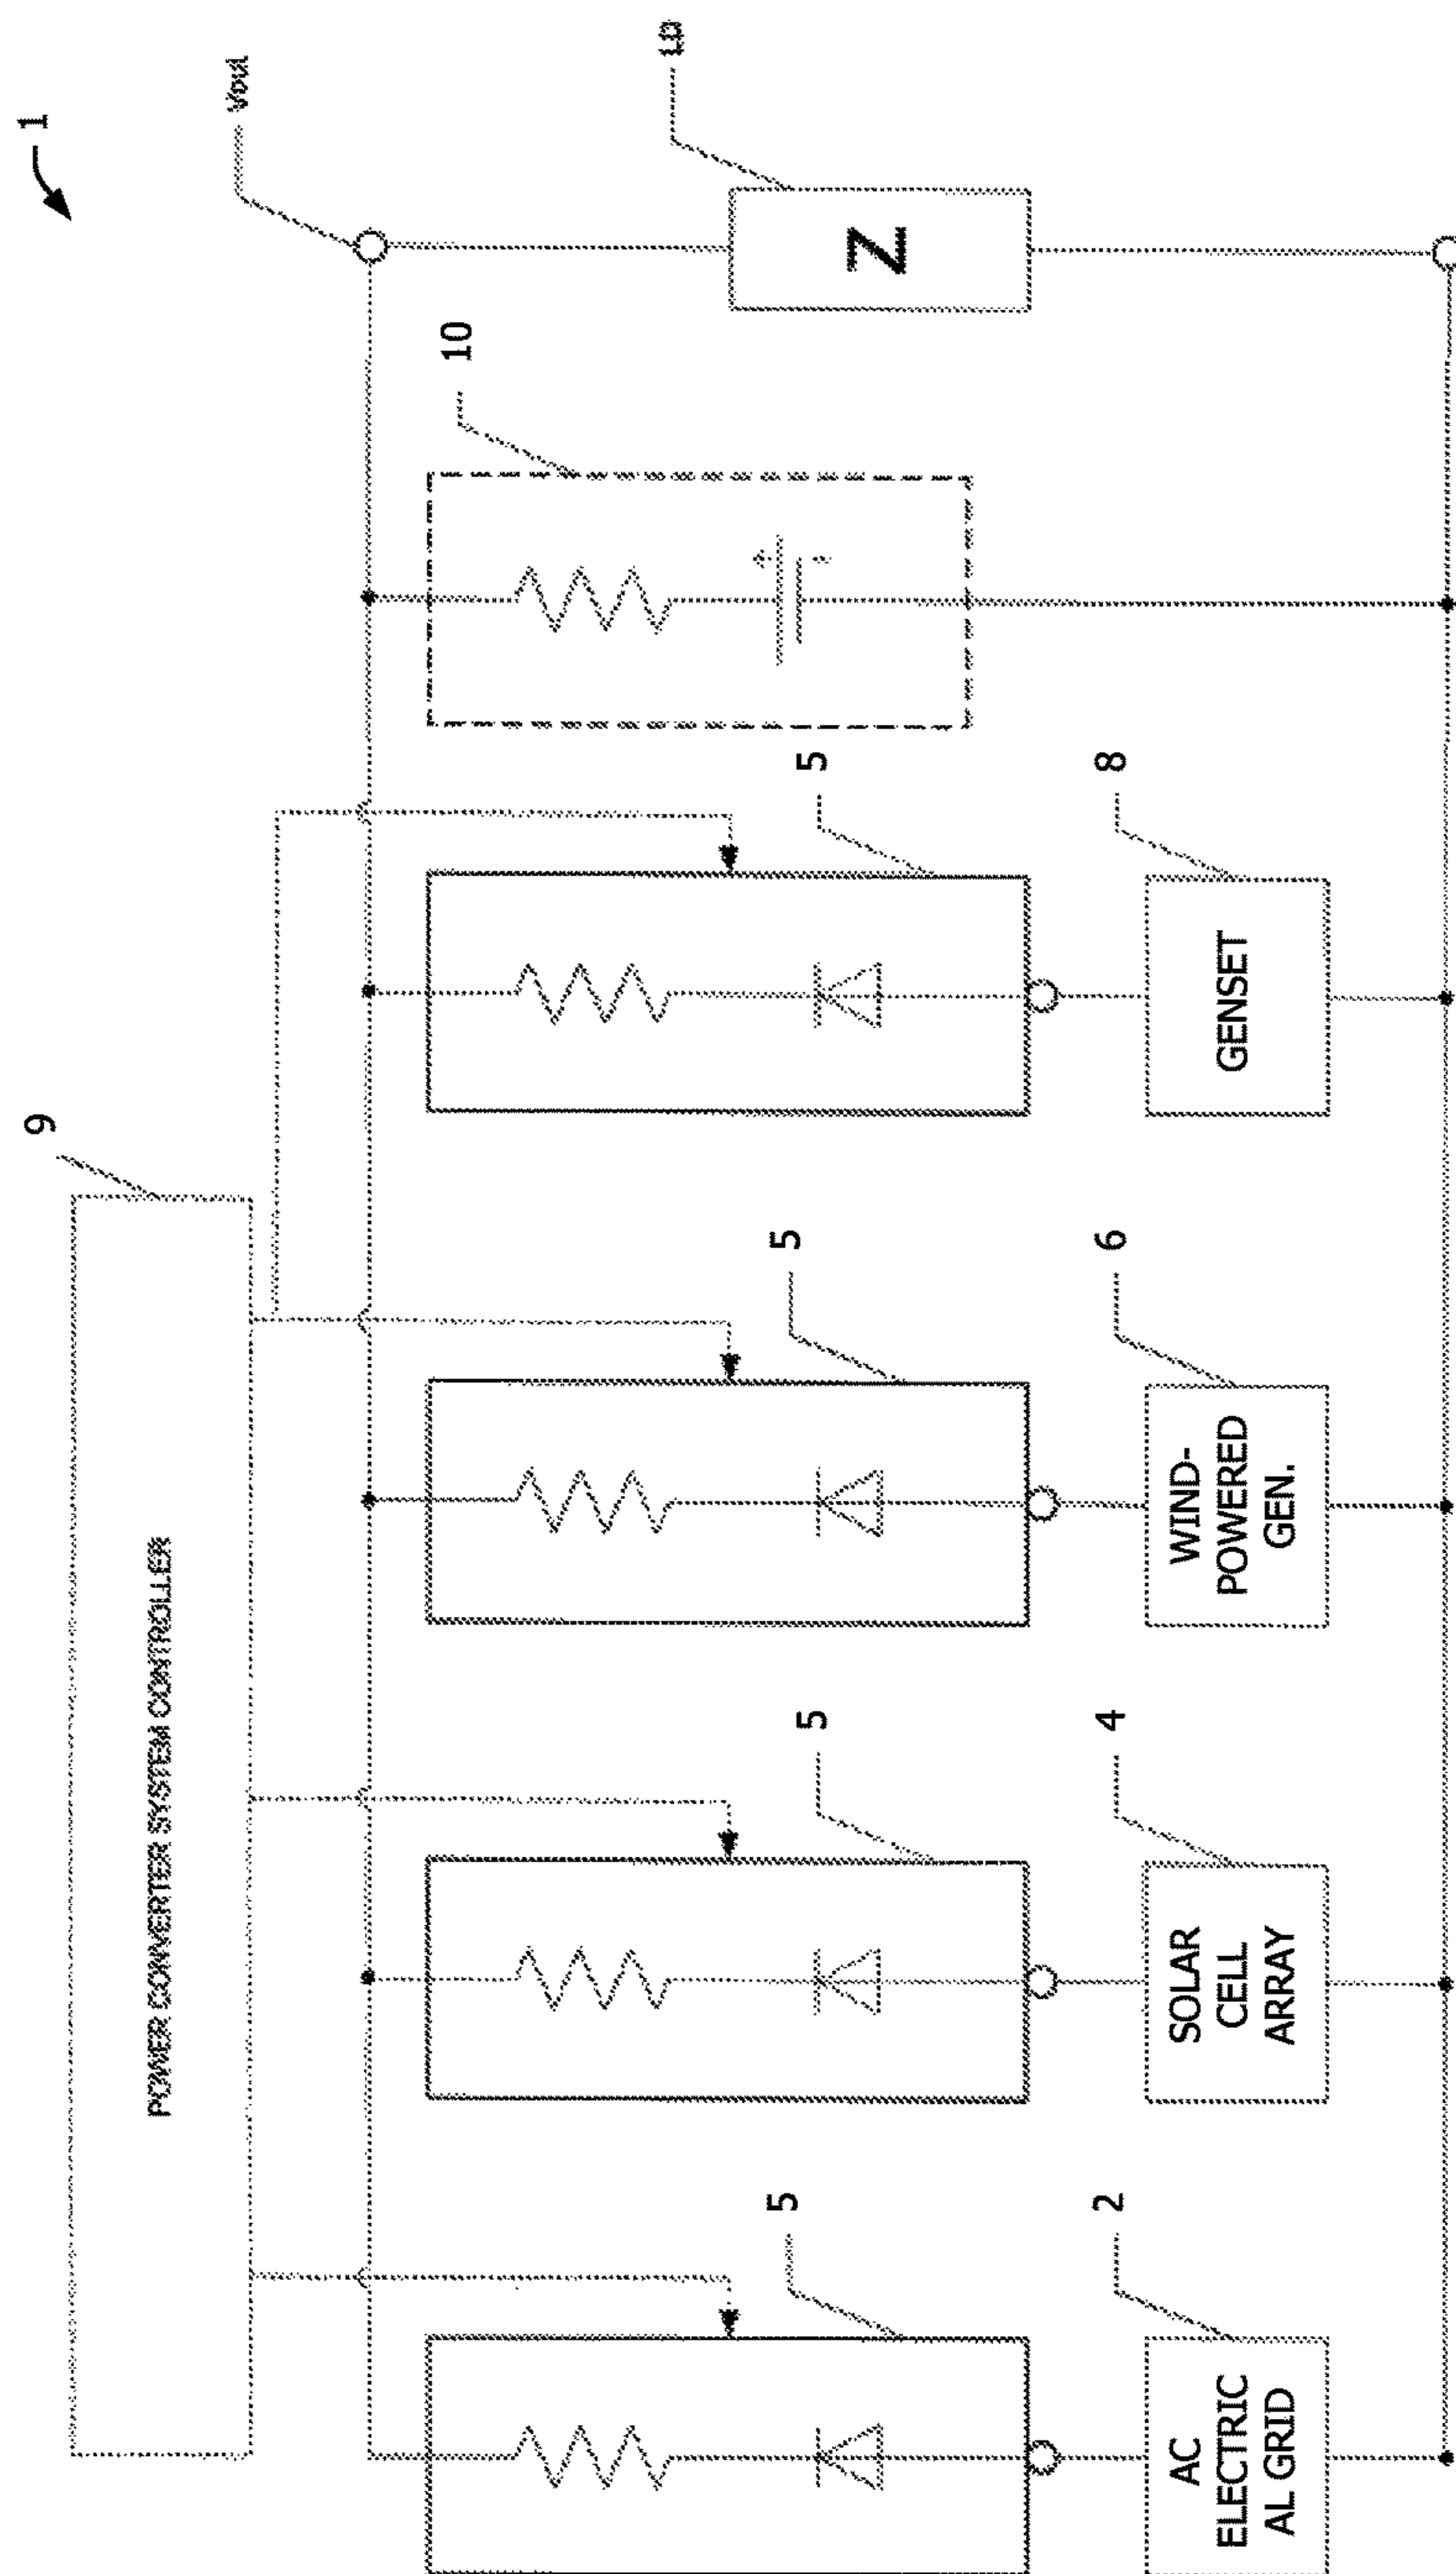 1
Vout
LD
Z
10
9
POWER CONVERTER SYSTEM CONTROLLER
5
5
5
5
2
AC
ELECTRIC
AL GRID
4
SOLAR
CELL
ARRAY
6
WIND-
POWERED
GEN.
8
GENSET